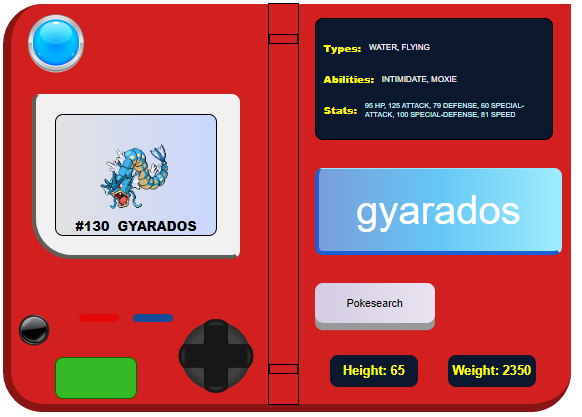 #130 GYARADOS
Types: WATER, FLYING
Abilities: INTIMIDATE, MOXIE
Stats: 95 HP, 125 ATTACK, 79 DEFENSE, 60 SPECIAL-
ATTACK, 100 SPECIAL-DEFENSE, 81 SPEED
gyarados
Pokesearch
Height: 65
Weight: 2350